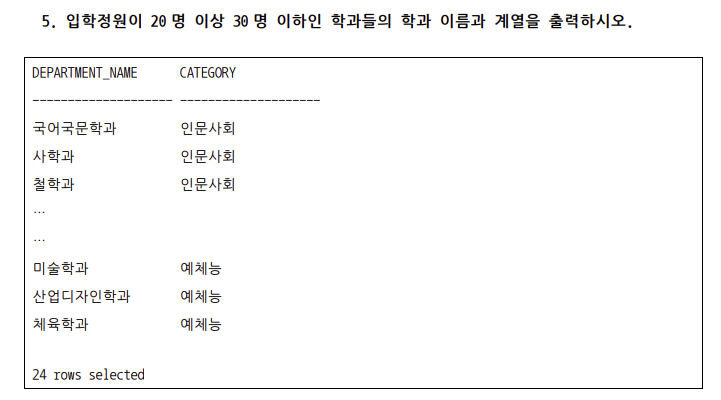 5. 입학정원이 20명 이상 30명 이하인 학과들의 학과 이름과 계열을 출력하시오.
DEPARTMENT_NAME CATEGORY
-------------------- --------------------
국어국문학과 인문사회
사학과 인문사회
철학과 인문사회
…
…
미술학과 예체능
산업디자인학과 예체능
체육학과 예체능
24 rows selected